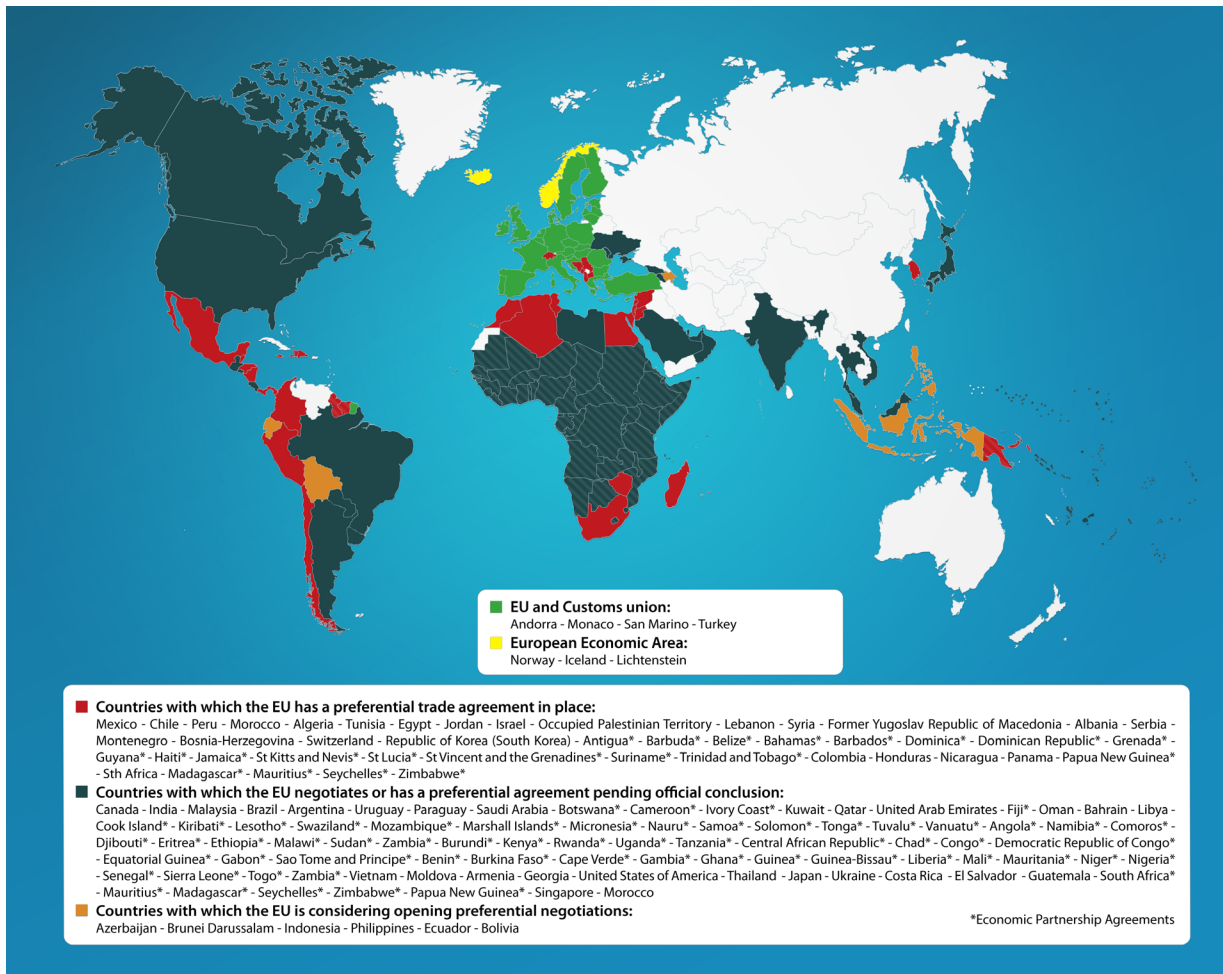 EU and Customs union:
Andorra - Monaco - San Marino - Turkey
European Economic Area:
Norway - Iceland - Lichtenstein
Countries with which the EU has a preferential trade agreement in place:
Mexico - Chile - Peru - Morocco - Algeria - Tunisia - Egypt - Jordan - Israel - Occupied Palestinian Territory - Lebanon - Syria - Former Yugoslav Republic of Macedonia - Albania - Serbia -
Montenegro - Bosnia-Herzegovina - Switzerland - Republic of Korea (South Korea) - Antigua* - Barbuda* - Belize* - Bahamas* - Barbados* - Dominica* - Dominican Republic* - Grenada* -
Guyana* - Haiti* - Jamaica* - St Kitts and Nevis* - St Lucia* - St Vincent and the Grenadines* - Suriname* - Trinidad and Tobago* - Colombia - Honduras - Nicaragua - Panama - Papua New Guinea*
- Sth Africa - Madagascar* - Mauritius* - Seychelles* - Zimbabwe*
Countries with which the EU negotiates or has a preferential agreement pending official conclusion:
Canada - India - Malaysia - Brazil - Argentina - Uruguay - Paraguay - Saudi Arabia - Botswana* - Cameroon* - Ivory Coast* - Kuwait - Qatar - United Arab Emirates - Fiji* - Oman - Bahrain - Libya -
Cook Island* - Kiribati* - Lesotho* - Swaziland* - Mozambique* - Marshall Islands* - Micronesia* - Nauru* - Samoa* - Solomon* - Tonga* - Tuvalu* - Vanuatu* - Angola* - Namibia* - Comoros* -
Djibouti* - Eritrea* - Ethiopia* - Malawi* - Sudan* - Zambia* - Burundi* - Kenya* - Rwanda* - Uganda* - Tanzania* - Central African Republic* - Chad* - Congo* - Democratic Republic of Congo*
- Equatorial Guinea* - Gabon* - Sao Tome and Principe* - Benin* - Burkina Faso* - Cape Verde* - Gambia* - Ghana* - Guinea* - Guinea-Bissau* - Liberia* - Mali* - Mauritania* - Niger* - Nigeria*
- Senegal* - Sierra Leone* - Togo* - Zambia* - Vietnam - Moldova - Armenia - Georgia - United States of America - Thailand - Japan - Ukraine - Costa Rica - El Salvador - Guatemala - South Africa*
- Mauritius* - Madagascar* - Seychelles* - Zimbabwe* - Papua New Guinea* - Singapore - Morocco
Countries with which the EU is considering opening preferential negotiations:
Azerbaijan - Brunei Darussalam - Indonesia - Philippines - Ecuador - Bolivia
*Economic Partnership Agreements